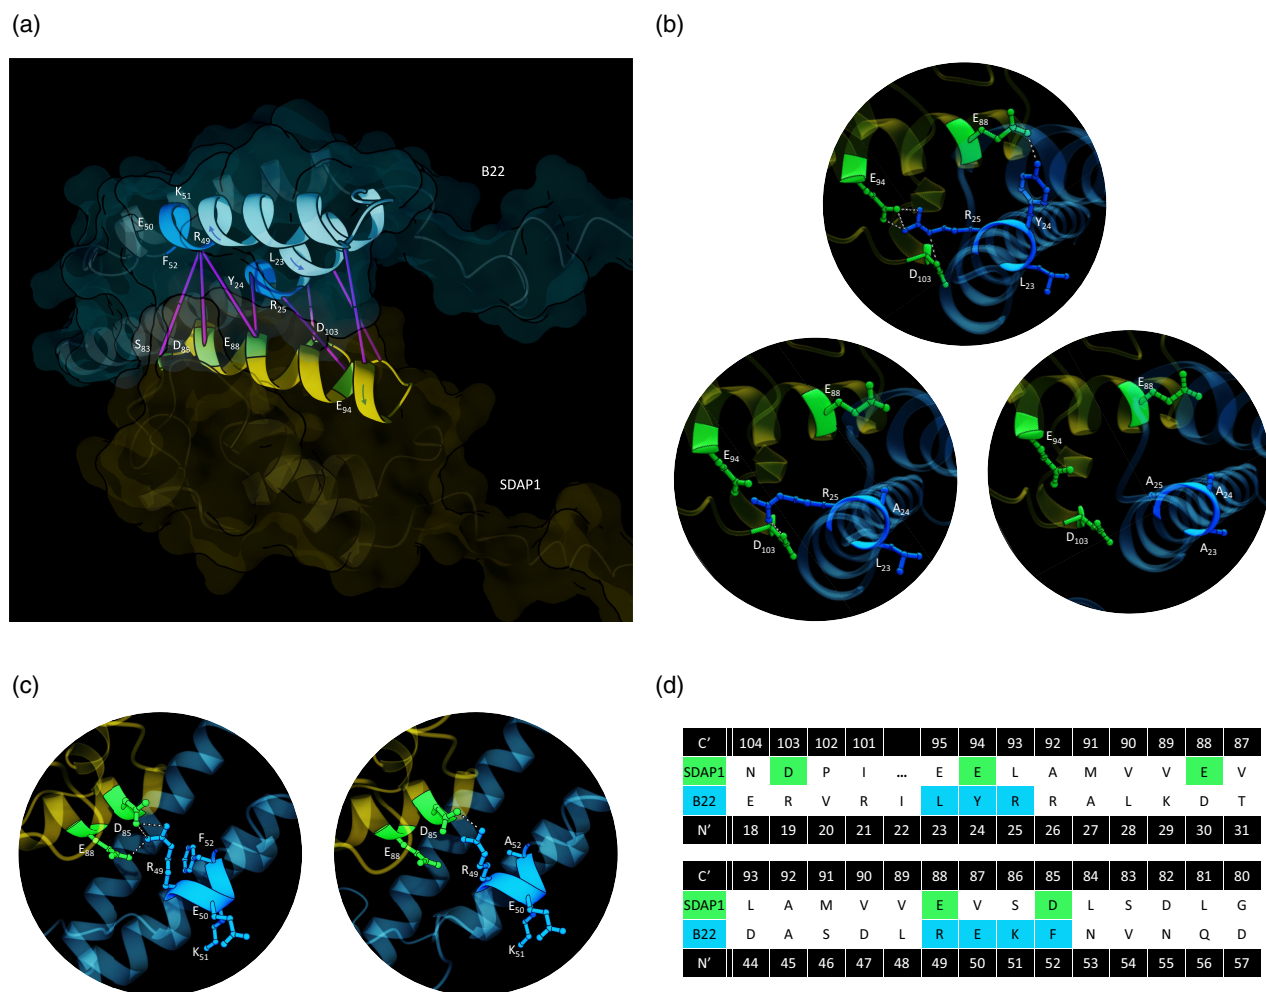 (a)
(b)
B22
K51
E50
R49
F52
L23
Y24
R25
D103
S83
D85
E88
E94
SDAP1
E88
E94
R25
Y24
D103
L23
E88
E94
R25
A24
D103
L23
E88
E94
A25
A24
D103
A23
(c)
(d)
D85
F52
E88
R49
E50
K51
D85
A52
E88
R49
E50
K51
C’ 104 103 102 101 95 94 93 92 91 90 89 88 87
SDAP1 N D P I ... E E L A M V V E V
B22 E R V R I L Y R R A L K D T
N’ 18 19 20 21 22 23 24 25 26 27 28 29 30 31
C’ 93 92 91 90 89 88 87 86 85 84 83 82 81 80
SDAP1 L A M V V E V S D L S D L G
B22 D A S D L R E K F N V N Q D
N’ 44 45 46 47 48 49 50 51 52 53 54 55 56 57